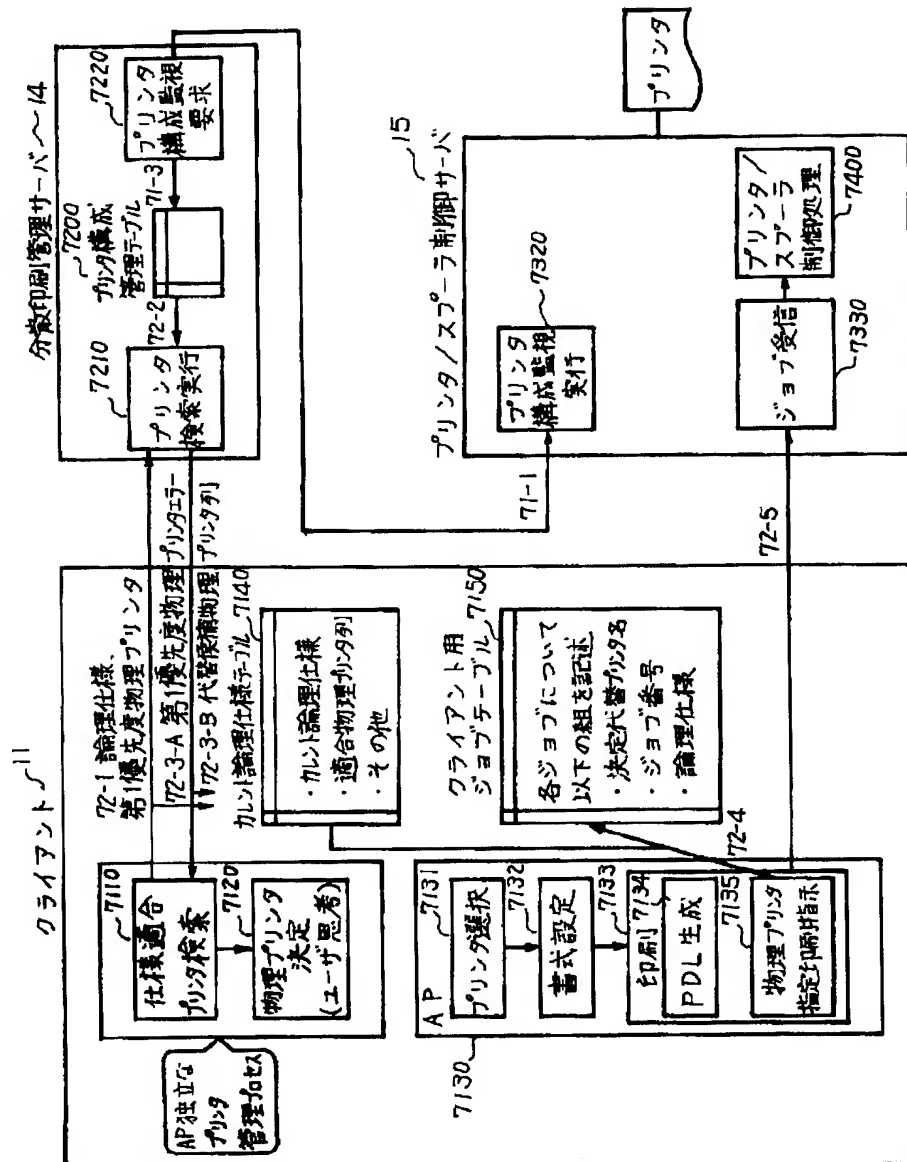 クライアント 11
AP独立な
プリンタ
管理プロセス
7110
仕様適合
プリンタ検索
7120
物理プリンタ
決定
(ユーザ思考)
72-1 論理仕様、
第1優先度物理プリンタ
72-3-A 第1優先度物理プリンタエラー
72-3-B 代替候補物理プリンタ列
カレント論理仕様テーブル 7140
・カレント論理仕様
・適合物理プリンタ列
・その他
クライアント用
ジョブテーブル 7150
各ジョブについて
以下の組を記述
・決定代替プリンタ名
・ジョブ番号
・論理仕様
72-4
7130
AP
7131
プリンタ選択
7132
書式設定
7133
印刷
7134
PDL生成
7135
物理プリンタ
指定印刷指示
分散印刷管理サーバ 14
7210
プリンタ
検索実行
72-2
7200
プリンタ構成
管理テーブル
71-3
7220
プリンタ
構成監視
要求
71-1
72-5
プリンタ/スプーラ制御サーバ 15
7320
プリンタ
構成監視
実行
ジョブ受信
7330
プリンタ/
スプーラ
制御処理
7400
プリンタ